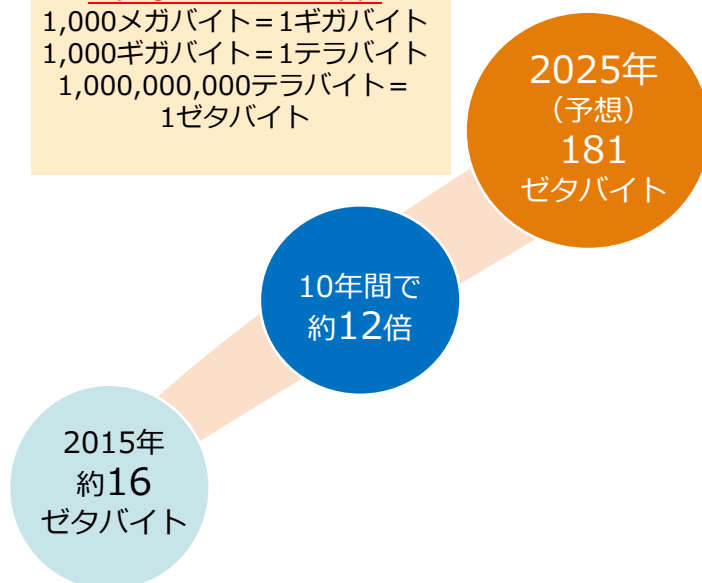 1,000メガバイト＝1ギガバイト
1,000ギガバイト＝1テラバイト
1,000,000,000テラバイト＝
1ゼタバイト
2025年
（予想）
181
ゼタバイト
10年間で
約12倍
2015年
約16
ゼタバイト